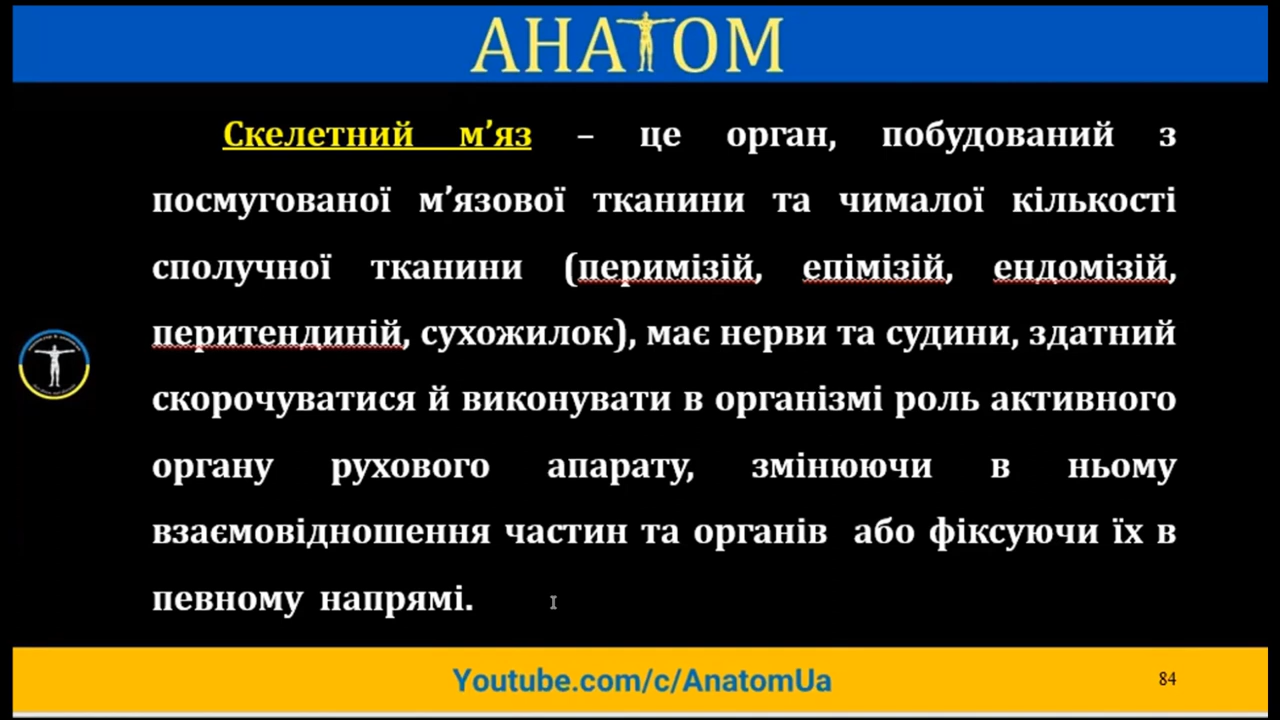 АНАТОМ
Скелетний м’яз – це орган, побудований з
посмугованої м’язової тканини та чималої кількості
сполучної тканини (перимізій, епімізій, ендомізій,
перитендиній, сухожилок), має нерви та судини, здатний
скорочуватися й виконувати в організмі роль активного
органу рухового апарату, змінюючи в ньому
взаємовідношення частин та органів або фіксуючи їх в
певному напрямі.
Youtube.com/c/AnatomUa
84